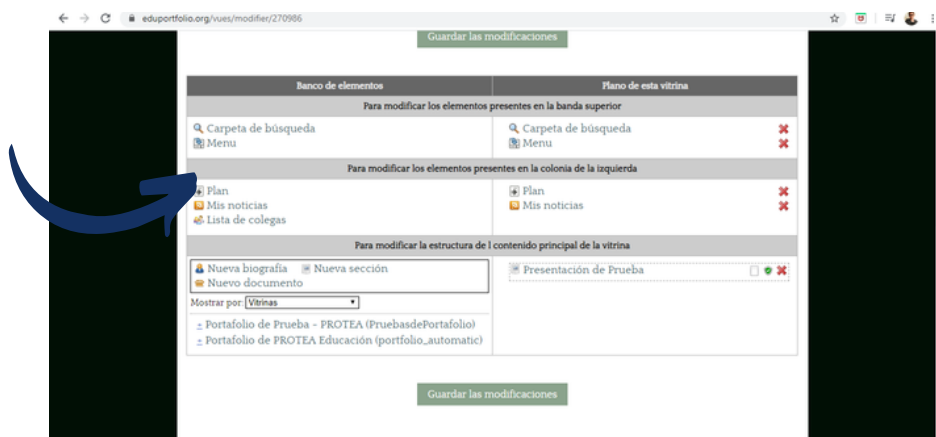 eduportfolio.org/vues/modifier/270986
Guardar las modificaciones
Banco de elementos
Plano de esta vitrina
Para modificar los elementos presentes en la banda superior
Carpeta de búsqueda
Menu
Carpeta de búsqueda
Menu
Para modificar los elementos presentes en la colonia de la izquierda
Plan
Mis noticias
Lista de colegas
Plan
Mis noticias
Para modificar la estructura de l contenido principal de la vitrina
Nueva biografía Nueva sección
Nuevo documento
Mostrar por: Vitrinas
Portafolio de Prueba - PROTEA (PruebasdePortafolio)
Portafolio de PROTEA Educación (portfolio_automatic)
Presentación de Prueba
Guardar las modificaciones